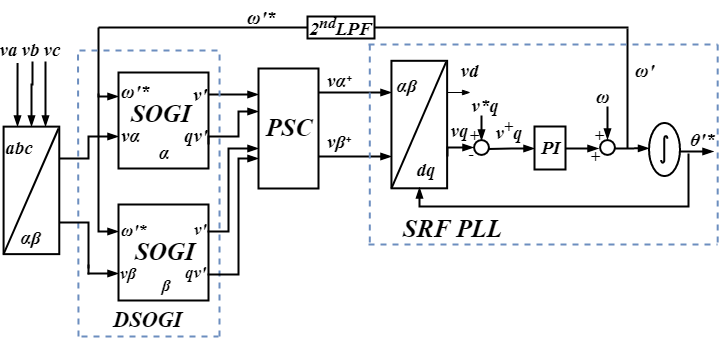 ω'*
2ndLPF
va vb vc
abc
αβ
ω'*
v'
SOGI
vα
qv'
α
ω'*
v'
SOGI
vβ
qv'
β
DSOGI
PSC
vα+
vβ+
αβ
dq
vd
v*q
vq
+
-
v+q
PI
ω
+
+
ω'
∫
θ'*
SRF PLL